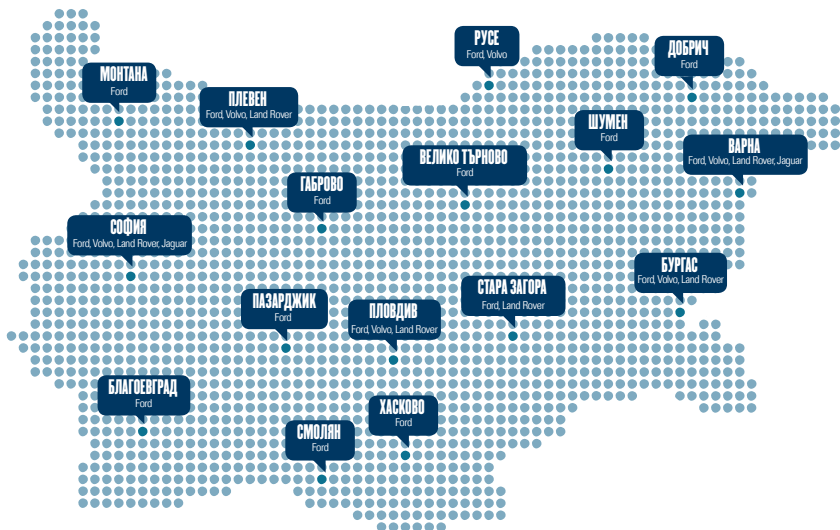 РУСЕ
Ford, Volvo
ДОБРИЧ
Ford
МОНТАНА
Ford
ПЛЕВЕН
Ford, Volvo, Land Rover
ШУМЕН
Ford
ВАРНА
Ford, Volvo, Land Rover, Jaguar
ВЕЛИКО ТЪРНОВО
Ford
ГАБРОВО
Ford
СОФИЯ
Ford, Volvo, Land Rover, Jaguar
БУРГАС
Ford, Volvo, Land Rover
СТАРА ЗАГОРА
Ford, Land Rover
ПАЗАРДЖИК
Ford
ПЛОВДИВ
Ford, Volvo, Land Rover
БЛАГОЕВГРАД
Ford
ХАСКОВО
Ford
СМОЛЯН
Ford